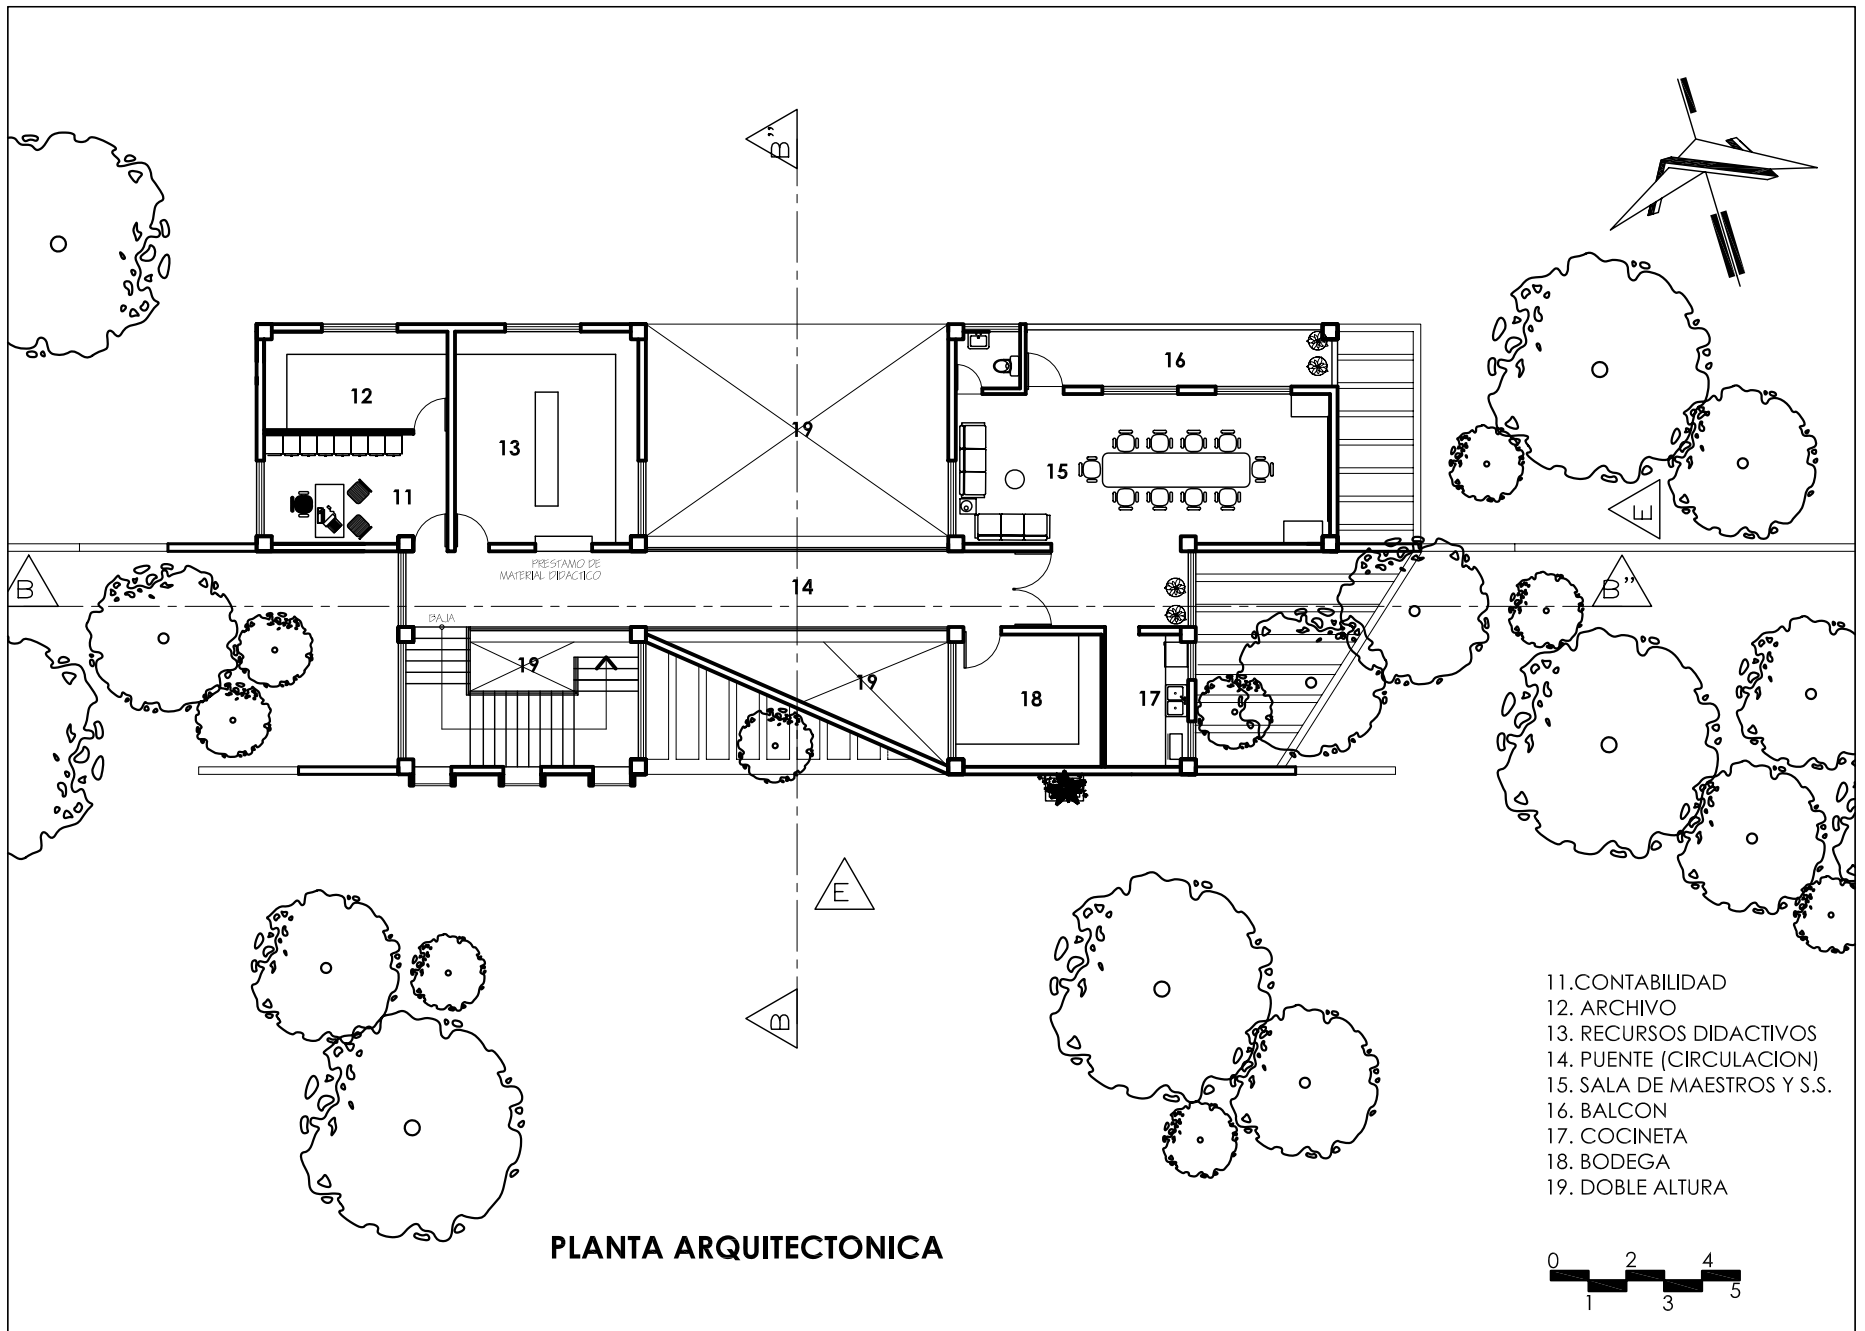 B"
16
12
19
13
15
11
E
PRESTAMO DE
MATERIAL DIDACTICO
B
14
B"
BAJA
19
19
18
17
E
B
11.CONTABILIDAD
12. ARCHIVO
13. RECURSOS DIDACTIVOS
14. PUENTE (CIRCULACION)
15. SALA DE MAESTROS Y S.S.
16. BALCON
17. COCINETA
18. BODEGA
19. DOBLE ALTURA
PLANTA ARQUITECTONICA
0 2 4
1 3 5